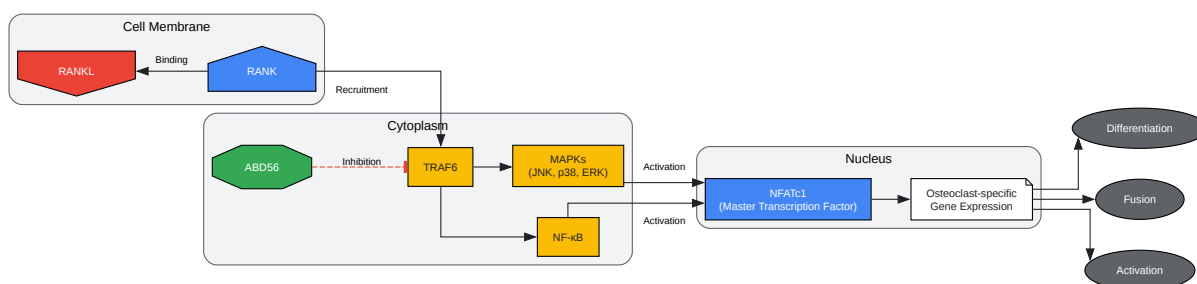 Cell Membrane
RANKL
Binding
RANK
Recruitment
Cytoplasm
ABD56
Inhibition
TRAF6
MAPKs
(JNK, p38, ERK)
NF-κB
Activation
Activation
Nucleus
NFATc1
(Master Transcription Factor)
Osteoclast-specific
Gene Expression
Differentiation
Fusion
Activation